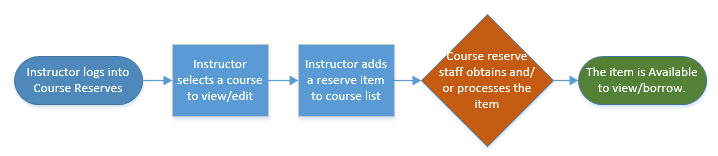 Instructor logs into
Course Reserves
Instructor
selects a course
to view/edit
Instructor adds
a reserve item
to course list
Course reserve
staff obtains and/
or processes the
item
The item is Available
to view/borrow.